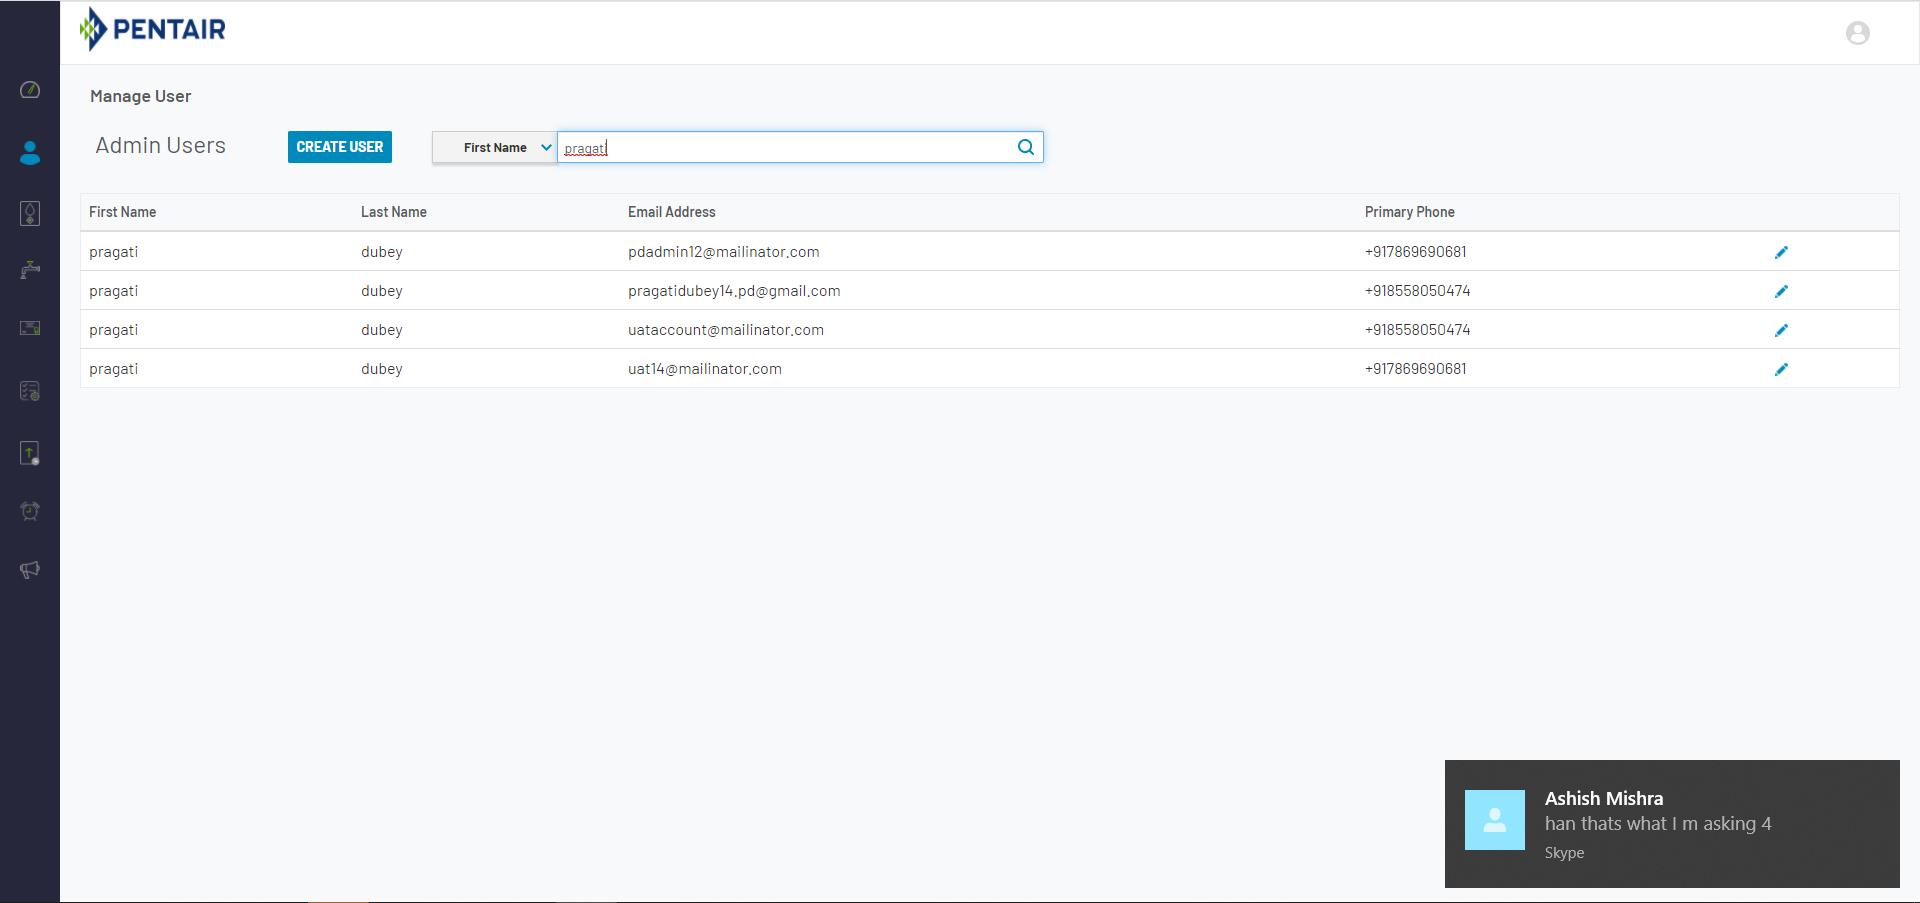 PENTAIR
Manage User
Admin Users
CREATE USER
First Name
pragati
First Name Last Name Email Address Primary Phone
pragati dubey pdadmin12@mailinator.com +917869690681
pragati dubey pragatidubey14.pd@gmail.com +918558050474
pragati dubey uataccount@mailinator.com +918558050474
pragati dubey uat14@mailinator.com +917869690681
Ashish Mishra
han thats what I m asking 4
Skype